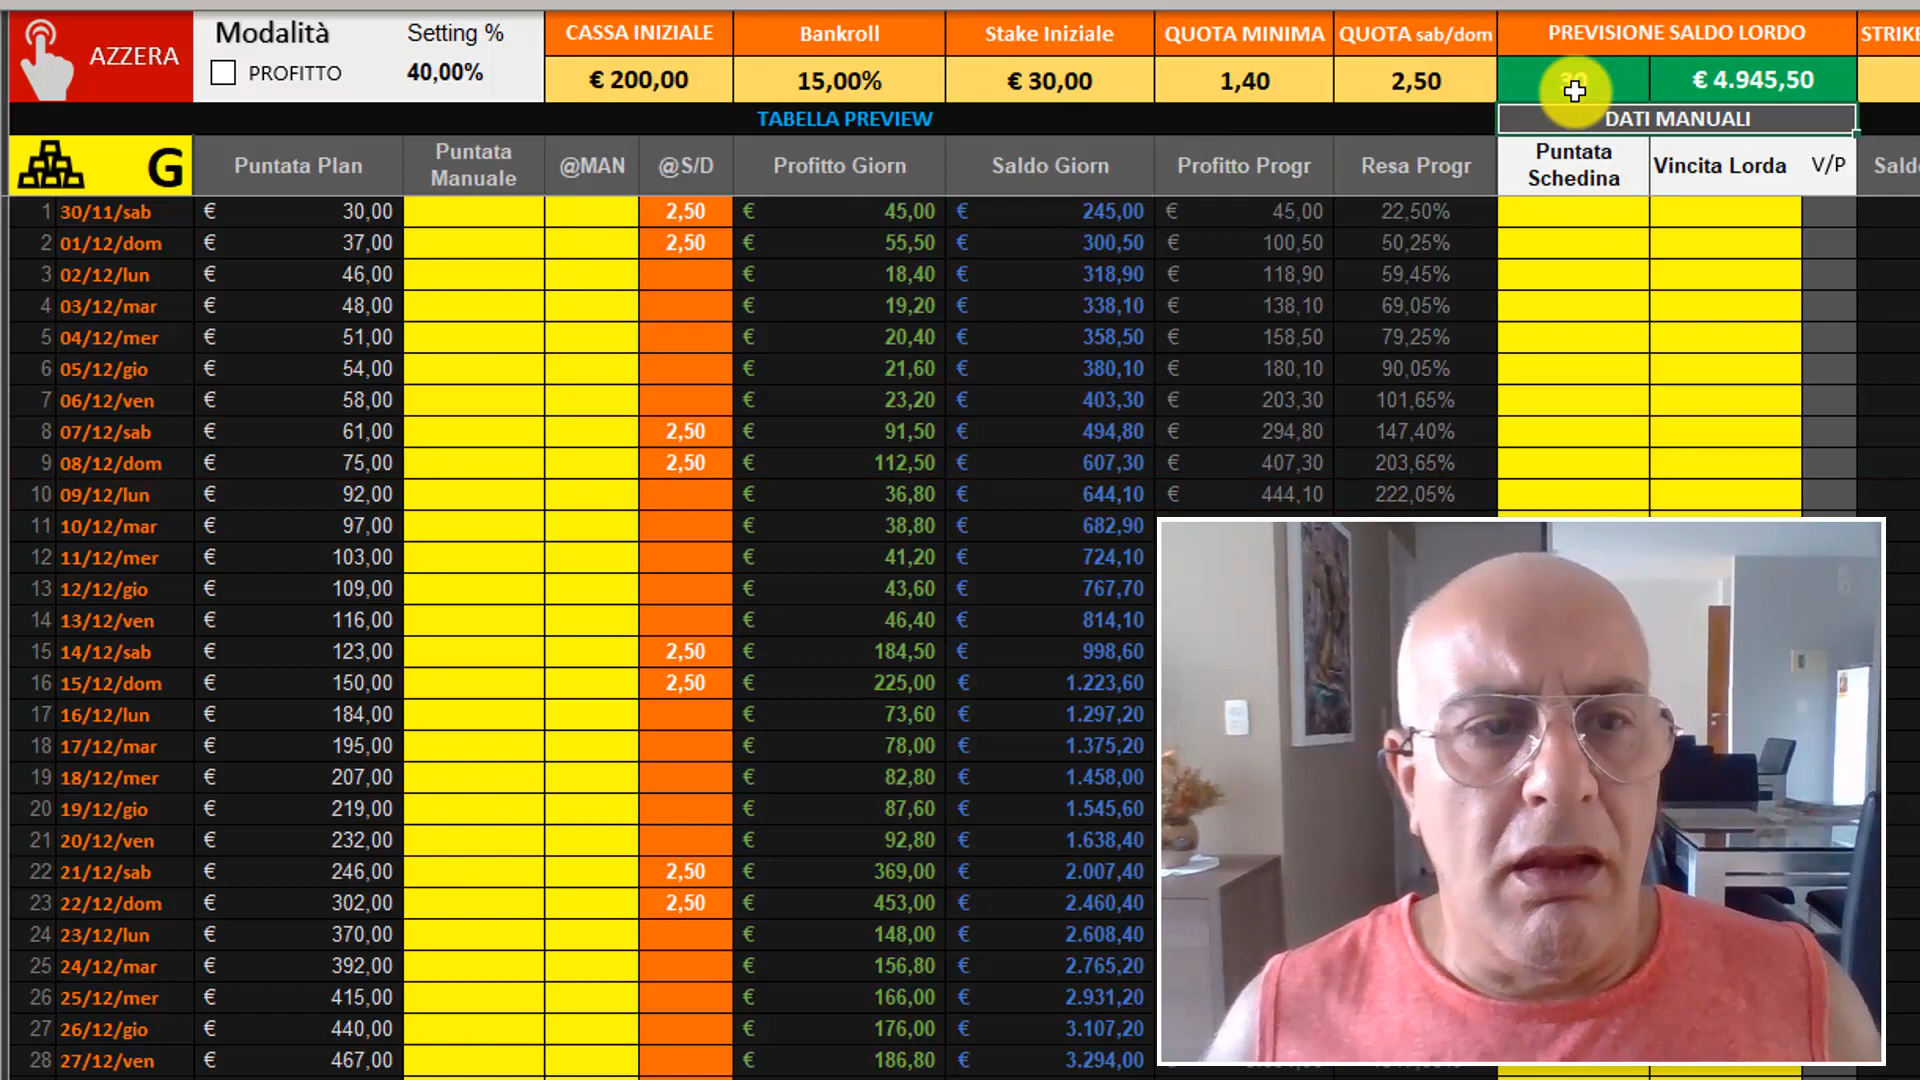 AZZERA
Modalità
Setting %
PROFITTO
40,00%
CASSA INIZIALE
Bankroll
Stake Iniziale
QUOTA MINIMA
QUOTA sab/dom
PREVISIONE SALDO LORDO
STRIKE
€ 200,00
15,00%
€ 30,00
1,40
2,50
30
€ 4.945,50
TABELLA PREVIEW
DATI MANUALI
G
Puntata Plan
Puntata Manuale
@MAN
@S/D
Profitto Giorn
Saldo Giorn
Profitto Progr
Resa Progr
Puntata Schedina
Vincita Lorda
V/P
1 30/11/sab € 30,00 2,50 € 45,00 € 245,00 € 45,00 22,50%
2 01/12/dom € 37,00 2,50 € 55,50 € 300,50 € 100,50 50,25%
3 02/12/lun € 46,00 € 18,40 € 318,90 € 118,90 59,45%
4 03/12/mar € 48,00 € 19,20 € 338,10 € 138,10 69,05%
5 04/12/mer € 51,00 € 20,40 € 358,50 € 158,50 79,25%
6 05/12/gio € 54,00 € 21,60 € 380,10 € 180,10 90,05%
7 06/12/ven € 58,00 € 23,20 € 403,30 € 203,30 101,65%
8 07/12/sab € 61,00 2,50 € 91,50 € 494,80 € 294,80 147,40%
9 08/12/dom € 75,00 2,50 € 112,50 € 607,30 € 407,30 203,65%
10 09/12/lun € 92,00 € 36,80 € 644,10 € 444,10 222,05%
11 10/12/mar € 97,00 € 38,80 € 682,90
12 11/12/mer € 103,00 € 41,20 € 724,10
13 12/12/gio € 109,00 € 43,60 € 767,70
14 13/12/ven € 116,00 € 46,40 € 814,10
15 14/12/sab € 123,00 2,50 € 184,50 € 998,60
16 15/12/dom € 150,00 2,50 € 225,00 € 1.223,60
17 16/12/lun € 184,00 € 73,60 € 1.297,20
18 17/12/mar € 195,00 € 78,00 € 1.375,20
19 18/12/mer € 207,00 € 82,80 € 1.458,00
20 19/12/gio € 219,00 € 87,60 € 1.545,60
21 20/12/ven € 232,00 € 92,80 € 1.638,40
22 21/12/sab € 246,00 2,50 € 369,00 € 2.007,40
23 22/12/dom € 302,00 2,50 € 453,00 € 2.460,40
24 23/12/lun € 370,00 € 148,00 € 2.608,40
25 24/12/mar € 392,00 € 156,80 € 2.765,20
26 25/12/mer € 415,00 € 166,00 € 2.931,20
27 26/12/gio € 440,00 € 176,00 € 3.107,20
28 27/12/ven € 467,00 € 186,80 € 3.294,00